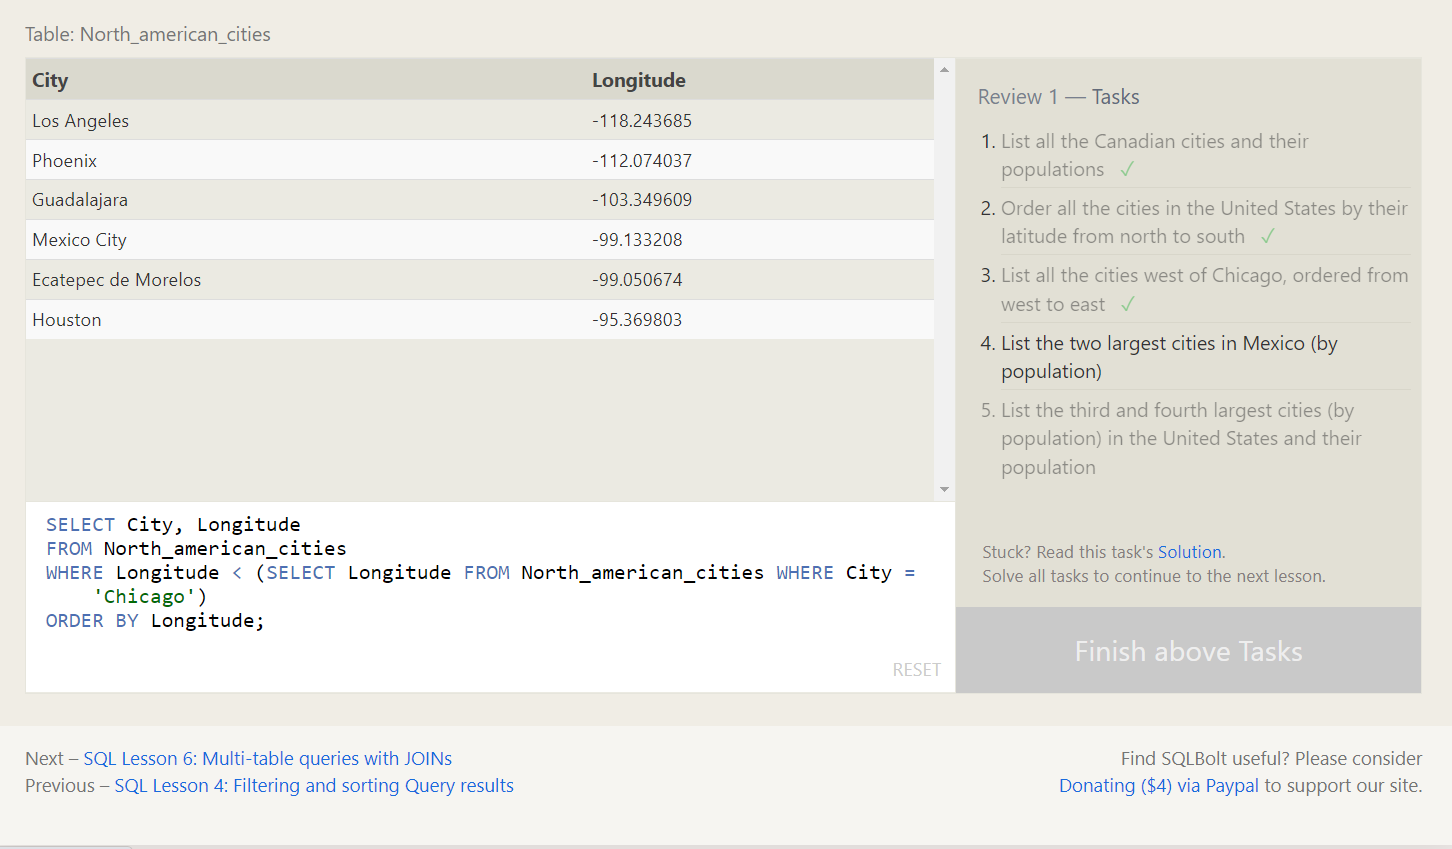 Table: North_american_cities
City Longitude
Los Angeles -118.243685
Phoenix -112.074037
Guadalajara -103.349609
Mexico City -99.133208
Ecatepec de Morelos -99.050674
Houston -95.369803
SELECT City, Longitude
FROM North_american_cities
WHERE Longitude < (SELECT Longitude FROM North_american_cities WHERE City =
'Chicago')
ORDER BY Longitude;
RESET
Review 1 — Tasks
1. List all the Canadian cities and their
populations ✓
2. Order all the cities in the United States by their
latitude from north to south ✓
3. List all the cities west of Chicago, ordered from
west to east ✓
4. List the two largest cities in Mexico (by
population)
5. List the third and fourth largest cities (by
population) in the United States and their
population
Stuck? Read this task's Solution.
Solve all tasks to continue to the next lesson.
Finish above Tasks
Next – SQL Lesson 6: Multi-table queries with JOINs
Previous – SQL Lesson 4: Filtering and sorting Query results
Find SQLBolt useful? Please consider
Donating ($4) via Paypal to support our site.